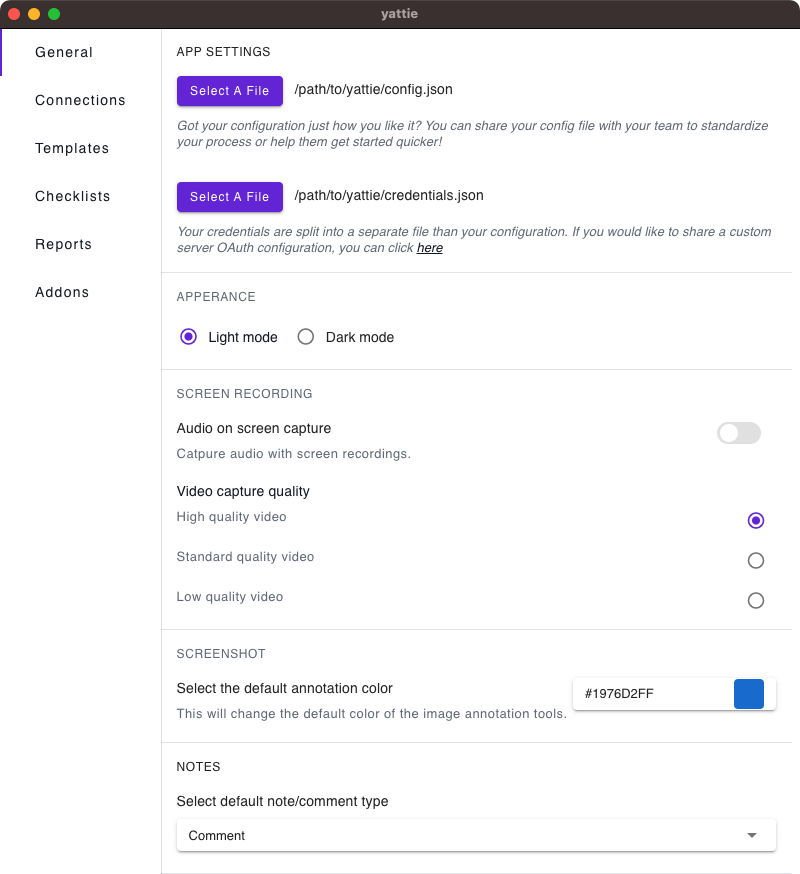 yattie
General
Connections
Templates
Checklists
Reports
Addons
APP SETTINGS
Select A File
/path/to/yattie/config.json
Got your configuration just how you like it? You can share your config file with your team to standardize
your process or help them get started quicker!
Select A File
/path/to/yattie/credentials.json
Your credentials are split into a separate file than your configuration. If you would like to share a custom
server OAuth configuration, you can click here
APPERANCE
Light mode
Dark mode
SCREEN RECORDING
Audio on screen capture
Catpure audio with screen recordings.
Video capture quality
High quality video
Standard quality video
Low quality video
SCREENSHOT
Select the default annotation color
This will change the default color of the image annotation tools.
#1976D2FF
NOTES
Select default note/comment type
Comment